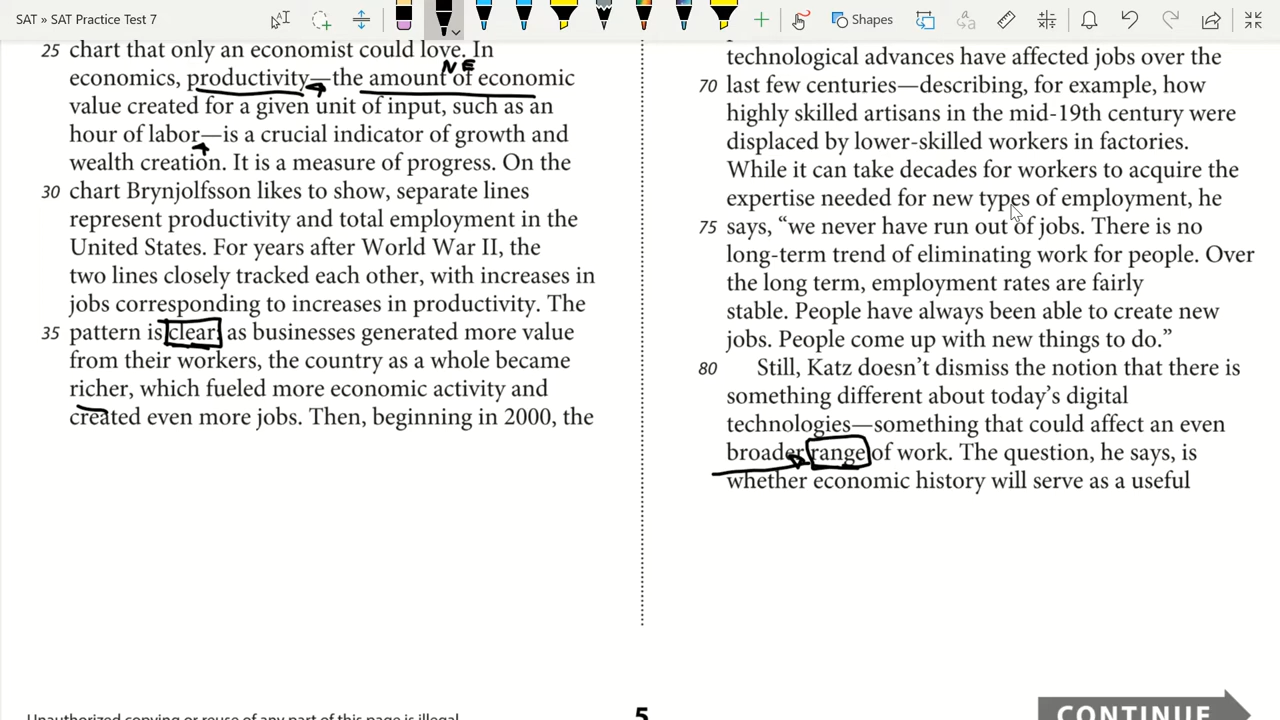 SAT » SAT Practice Test 7
Shapes
25 chart that only an economist could love. In
NE
economics, productivity—the amount of economic
value created for a given unit of input, such as an
hour of labor—is a crucial indicator of growth and
wealth creation. It is a measure of progress. On the
30 chart Brynjolfsson likes to show, separate lines
represent productivity and total employment in the
United States. For years after World War II, the
two lines closely tracked each other, with increases in
jobs corresponding to increases in productivity. The
35 pattern is clear: as businesses generated more value
from their workers, the country as a whole became
richer, which fueled more economic activity and
created even more jobs. Then, beginning in 2000, the
technological advances have affected jobs over the
70 last few centuries—describing, for example, how
highly skilled artisans in the mid-19th century were
displaced by lower-skilled workers in factories.
While it can take decades for workers to acquire the
expertise needed for new types of employment, he
75 says, “we never have run out of jobs. There is no
long-term trend of eliminating work for people. Over
the long term, employment rates are fairly
stable. People have always been able to create new
jobs. People come up with new things to do.”
80 Still, Katz doesn’t dismiss the notion that there is
something different about today’s digital
technologies—something that could affect an even
broader range of work. The question, he says, is
whether economic history will serve as a useful
Unauthorized copying or reuse of any part of this page is illegal.
5
CONTINUE